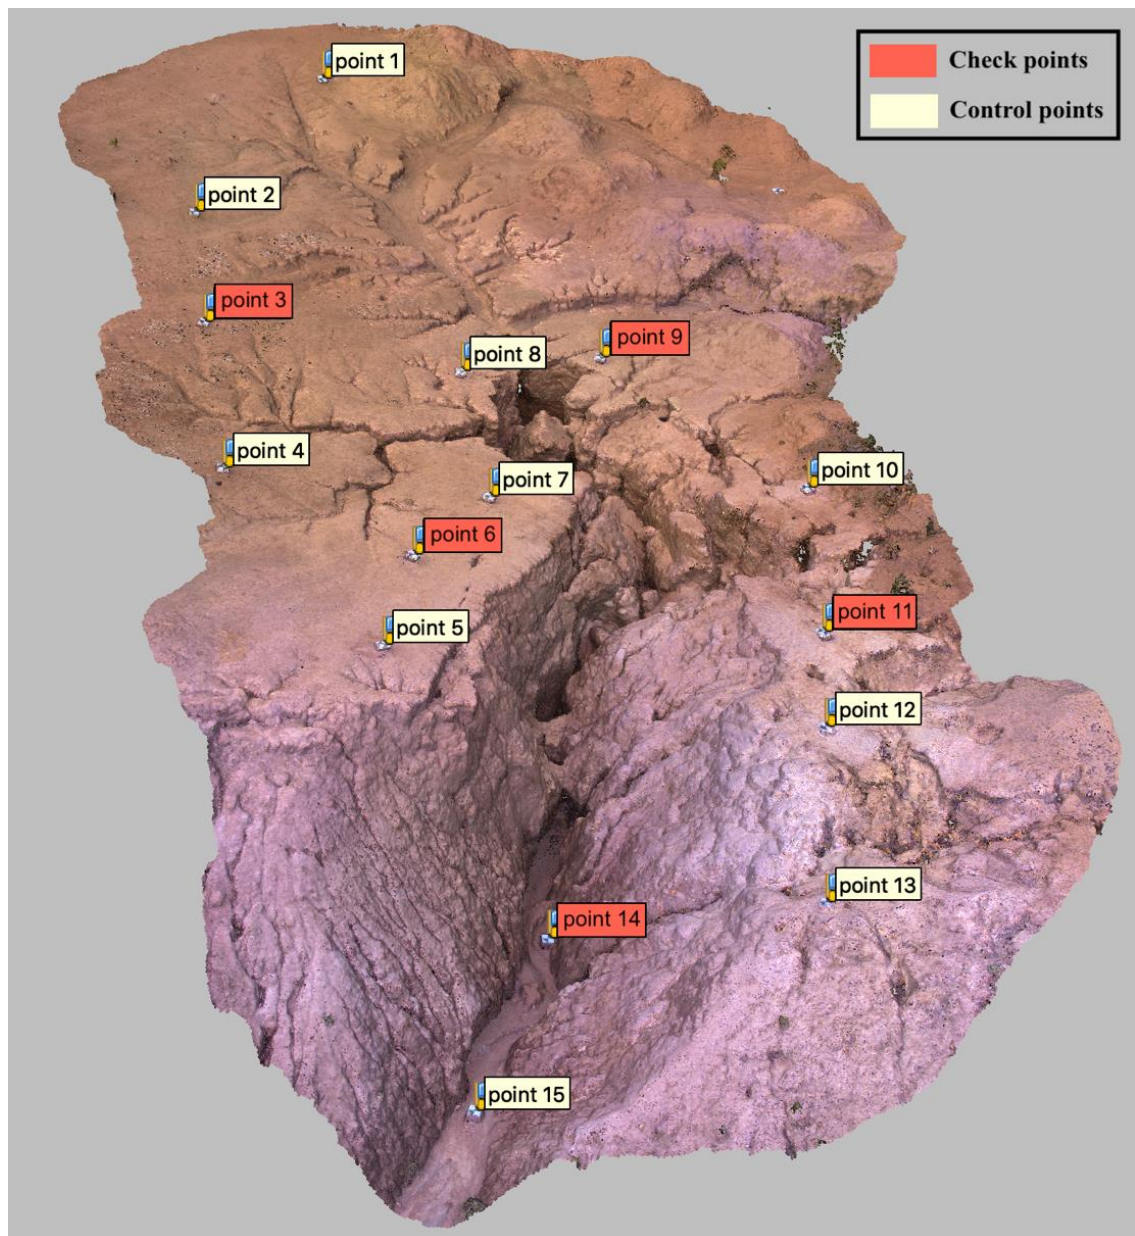 point 1
Check points
Control points
point 2
point 3
point 9
point 8
point 4
point 10
point 7
point 6
point 11
point 5
point 12
point 13
point 14
point 15